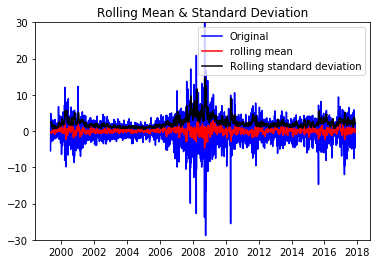 Rolling Mean & Standard Deviation
Original
rolling mean
Rolling standard deviation
30
20
10
0
−10
−20
−30
2000 2002 2004 2006 2008 2010 2012 2014 2016 2018